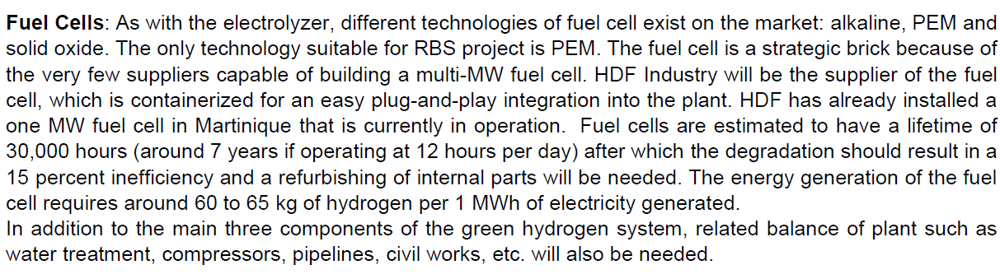 Fuel Cells: As with the electrolyzer, different technologies of fuel cell exist on the market: alkaline, PEM and
solid oxide. The only technology suitable for RBS project is PEM. The fuel cell is a strategic brick because of
the very few suppliers capable of building a multi-MW fuel cell. HDF Industry will be the supplier of the fuel
cell, which is containerized for an easy plug-and-play integration into the plant. HDF has already installed a
one MW fuel cell in Martinique that is currently in operation.  Fuel cells are estimated to have a lifetime of
30,000 hours (around 7 years if operating at 12 hours per day) after which the degradation should result in a
15 percent inefficiency and a refurbishing of internal parts will be needed. The energy generation of the fuel
cell requires around 60 to 65 kg of hydrogen per 1 MWh of electricity generated.
In addition to the main three components of the green hydrogen system, related balance of plant such as
water treatment, compressors, pipelines, civil works, etc. will also be needed.